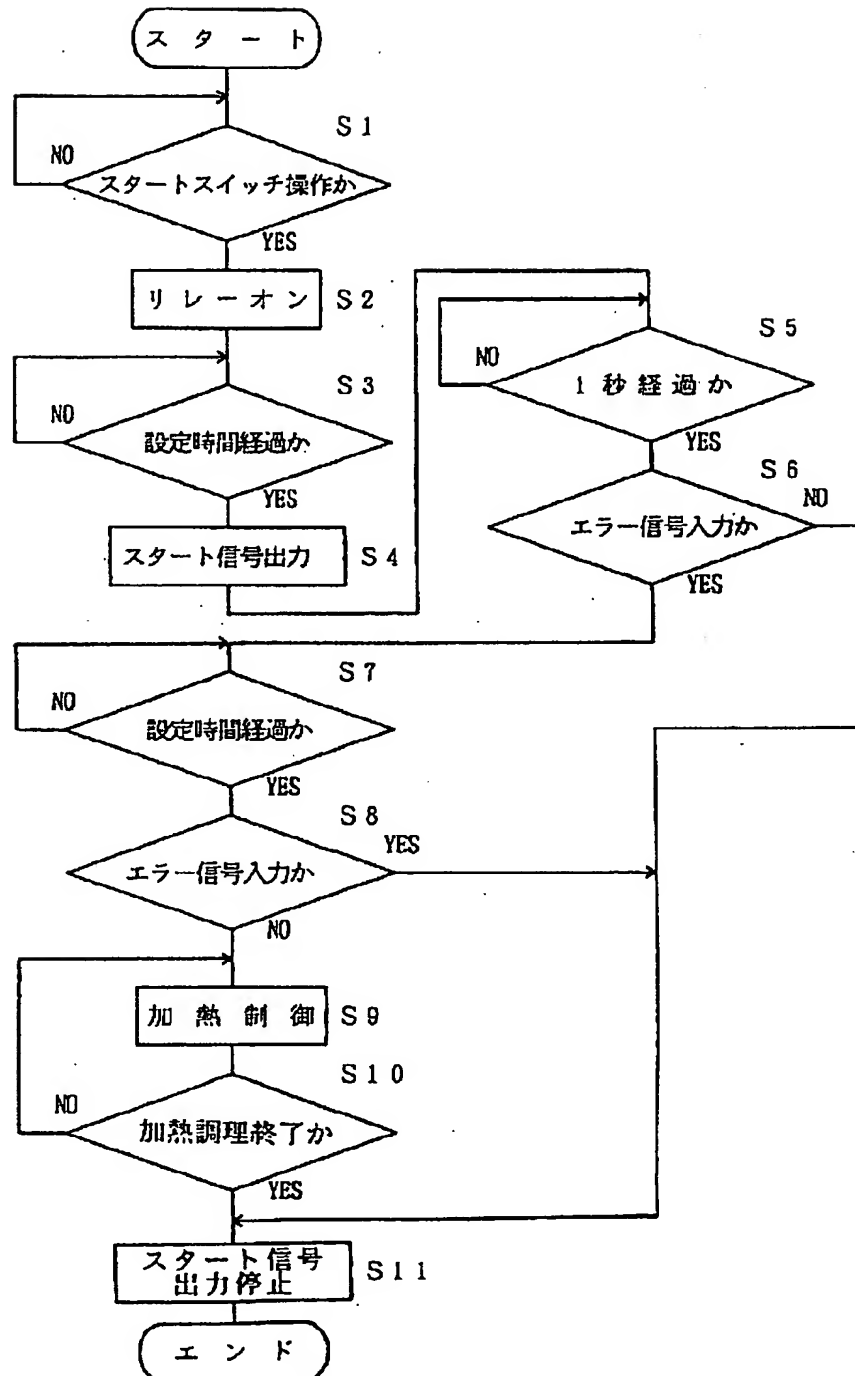 スタート
S1
NO
スタートスイッチ操作か
YES
リレーオン
S2
S3
NO
設定時間経過か
YES
スタート信号出力
S4
S5
NO
1秒経過か
YES
S6
NO
エラー信号入力か
YES
S7
NO
設定時間経過か
YES
S8
YES
エラー信号入力か
NO
加熱制御
S9
S10
NO
加熱調理終了か
YES
スタート信号
出力停止
S11
エンド